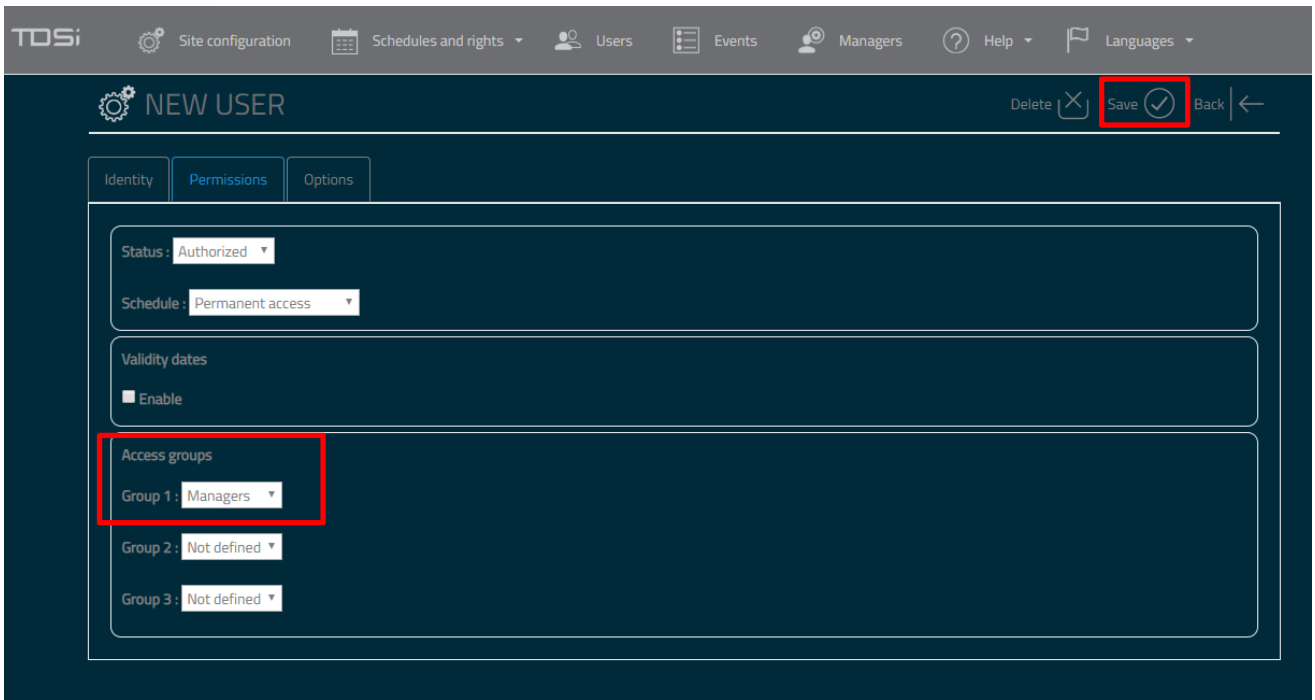 TDSi Site configuration Schedules and rights Users Events Managers Help Languages
NEW USER Delete Save Back
Identity Permissions Options
Status : Authorized
Schedule : Permanent access
Validity dates
Enable
Access groups
Group 1 : Managers
Group 2 : Not defined
Group 3 : Not defined